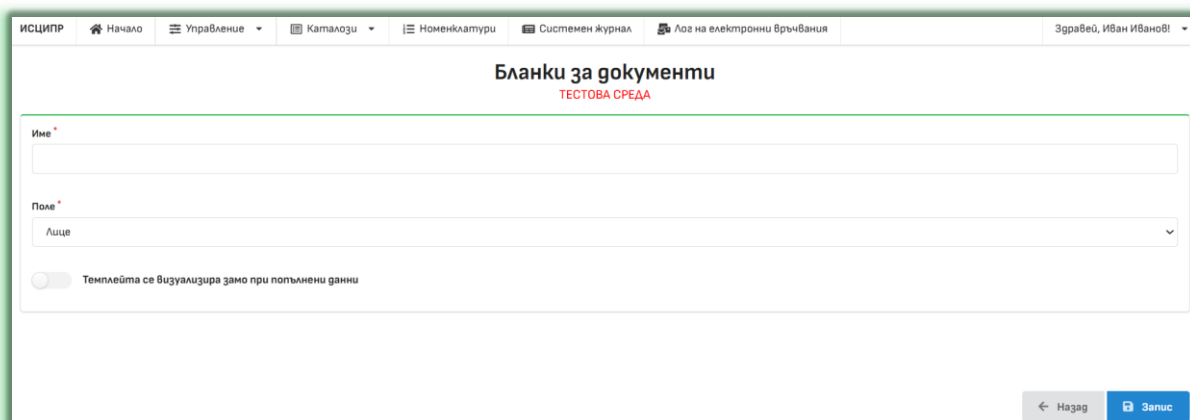 ИСЦИПР Начало Управление Каталози Номенклатури Системен журнал Лог на електронни връчвания Здравей, Иван Иванов!
Бланки за документи
ТЕСТОВА СРЕДА
Име *
Поле *
Лице
Темплейта се визуализира замо при попълнени данни
Назад Запис